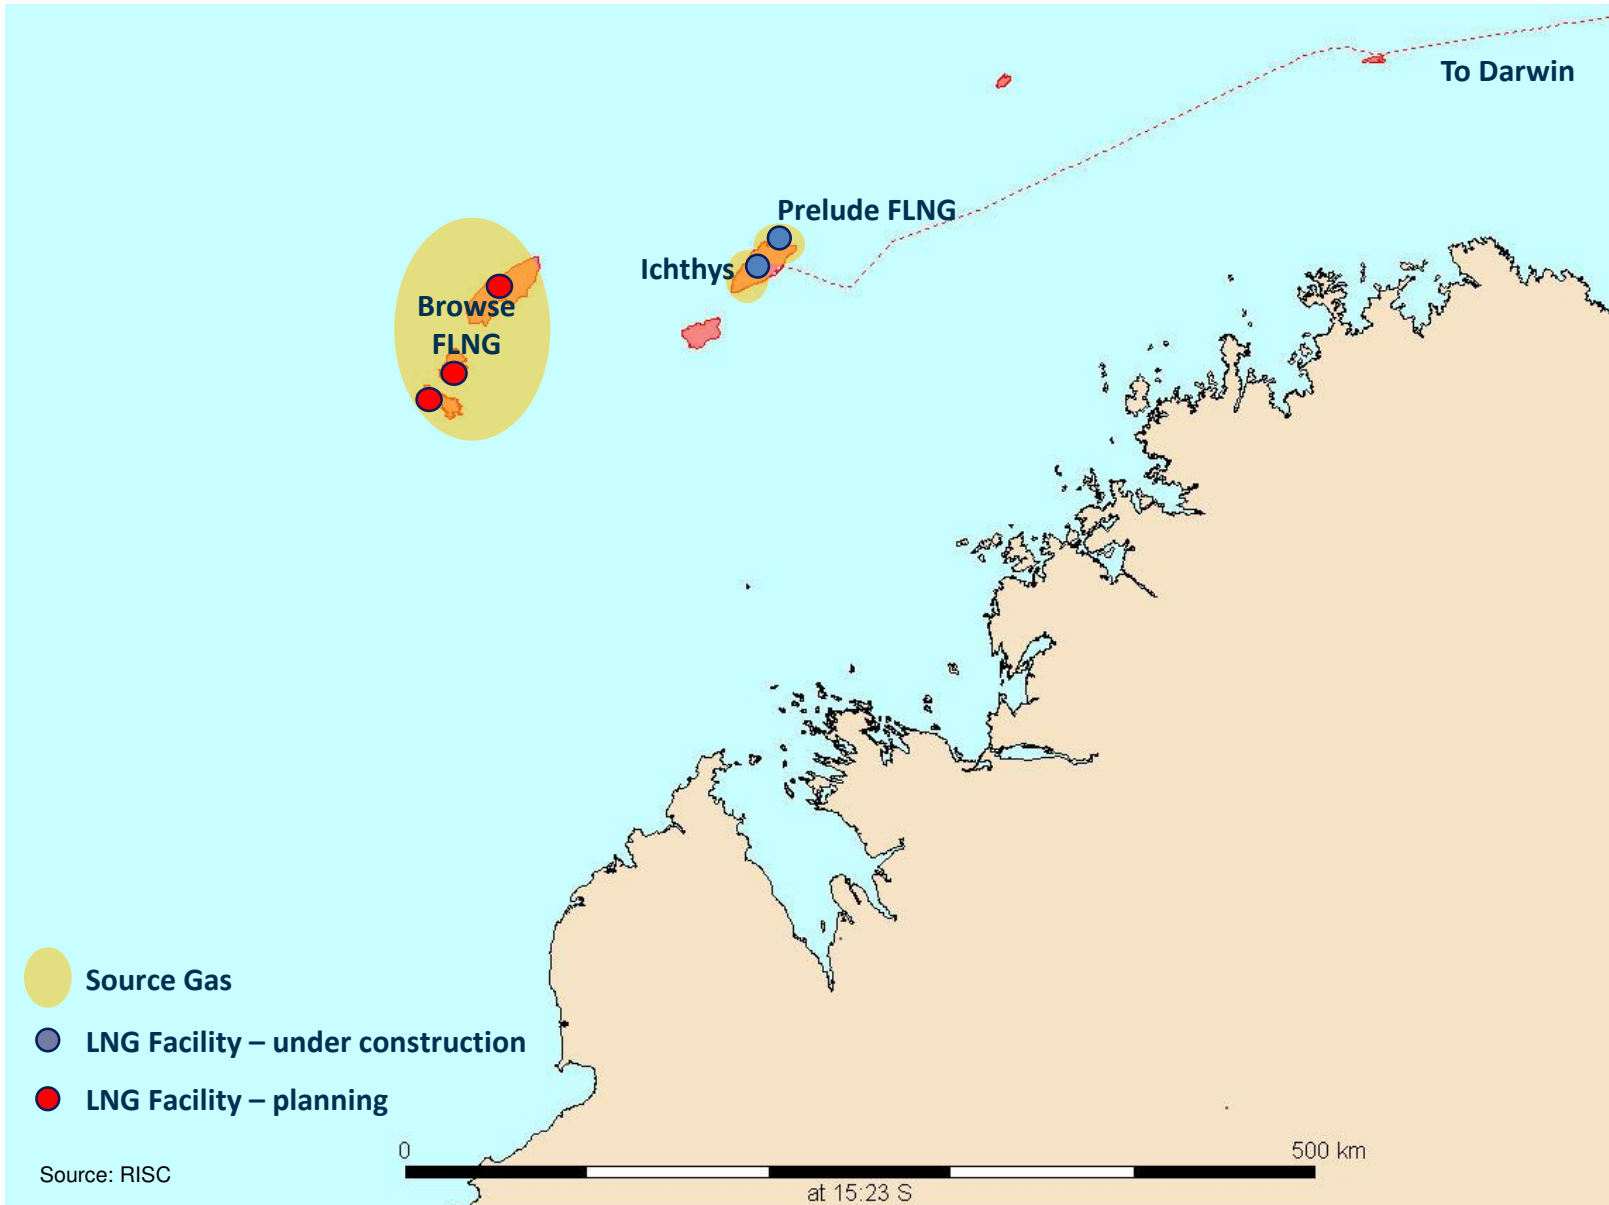 To Darwin
Prelude FLNG
Ichthys
Browse
FLNG
Source Gas
LNG Facility – under construction
LNG Facility – planning
0
500 km
Source: RISC
at 15:23 S